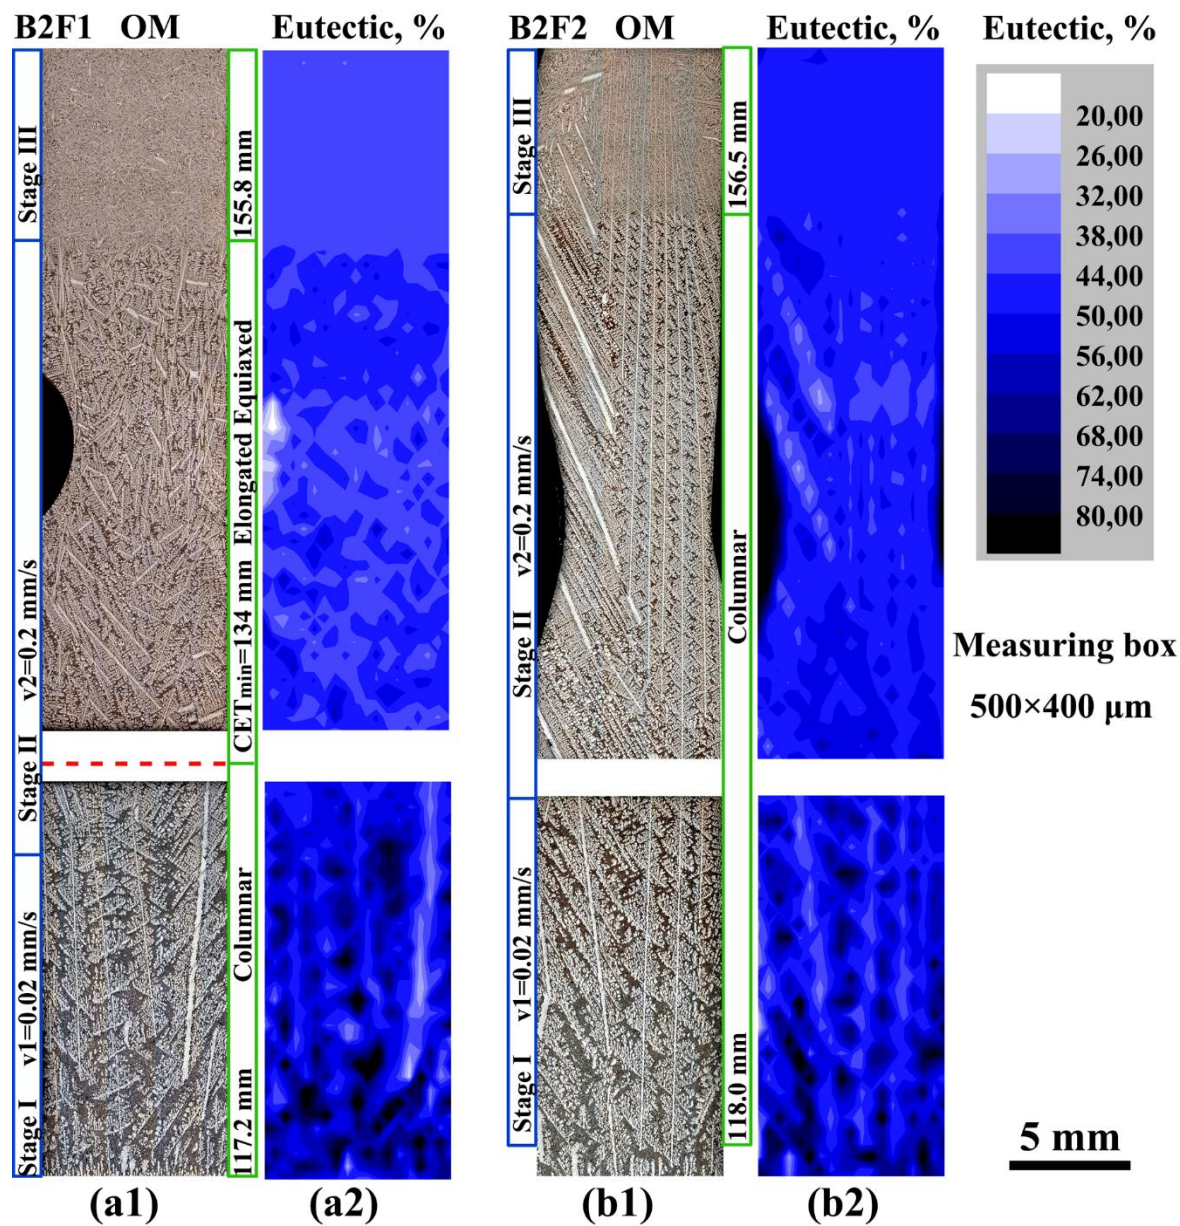 B2F1 OM Eutectic, % B2F2 OM Eutectic, % Eutectic, %
Stage III
155.8 mm
Stage III
156.5 mm
20,00
26,00
32,00
38,00
44,00
50,00
56,00
62,00
68,00
74,00
80,00
Stage II v2=0.2 mm/s
CETmin=134 mm Elongated Equiaxed
Stage II v2=0.2 mm/s
Columnar
Measuring box
500×400 μm
Stage I v1=0.02 mm/s
117.2 mm Columnar
Stage I v1=0.02 mm/s
118.0 mm
5 mm
(a1) (a2) (b1) (b2)